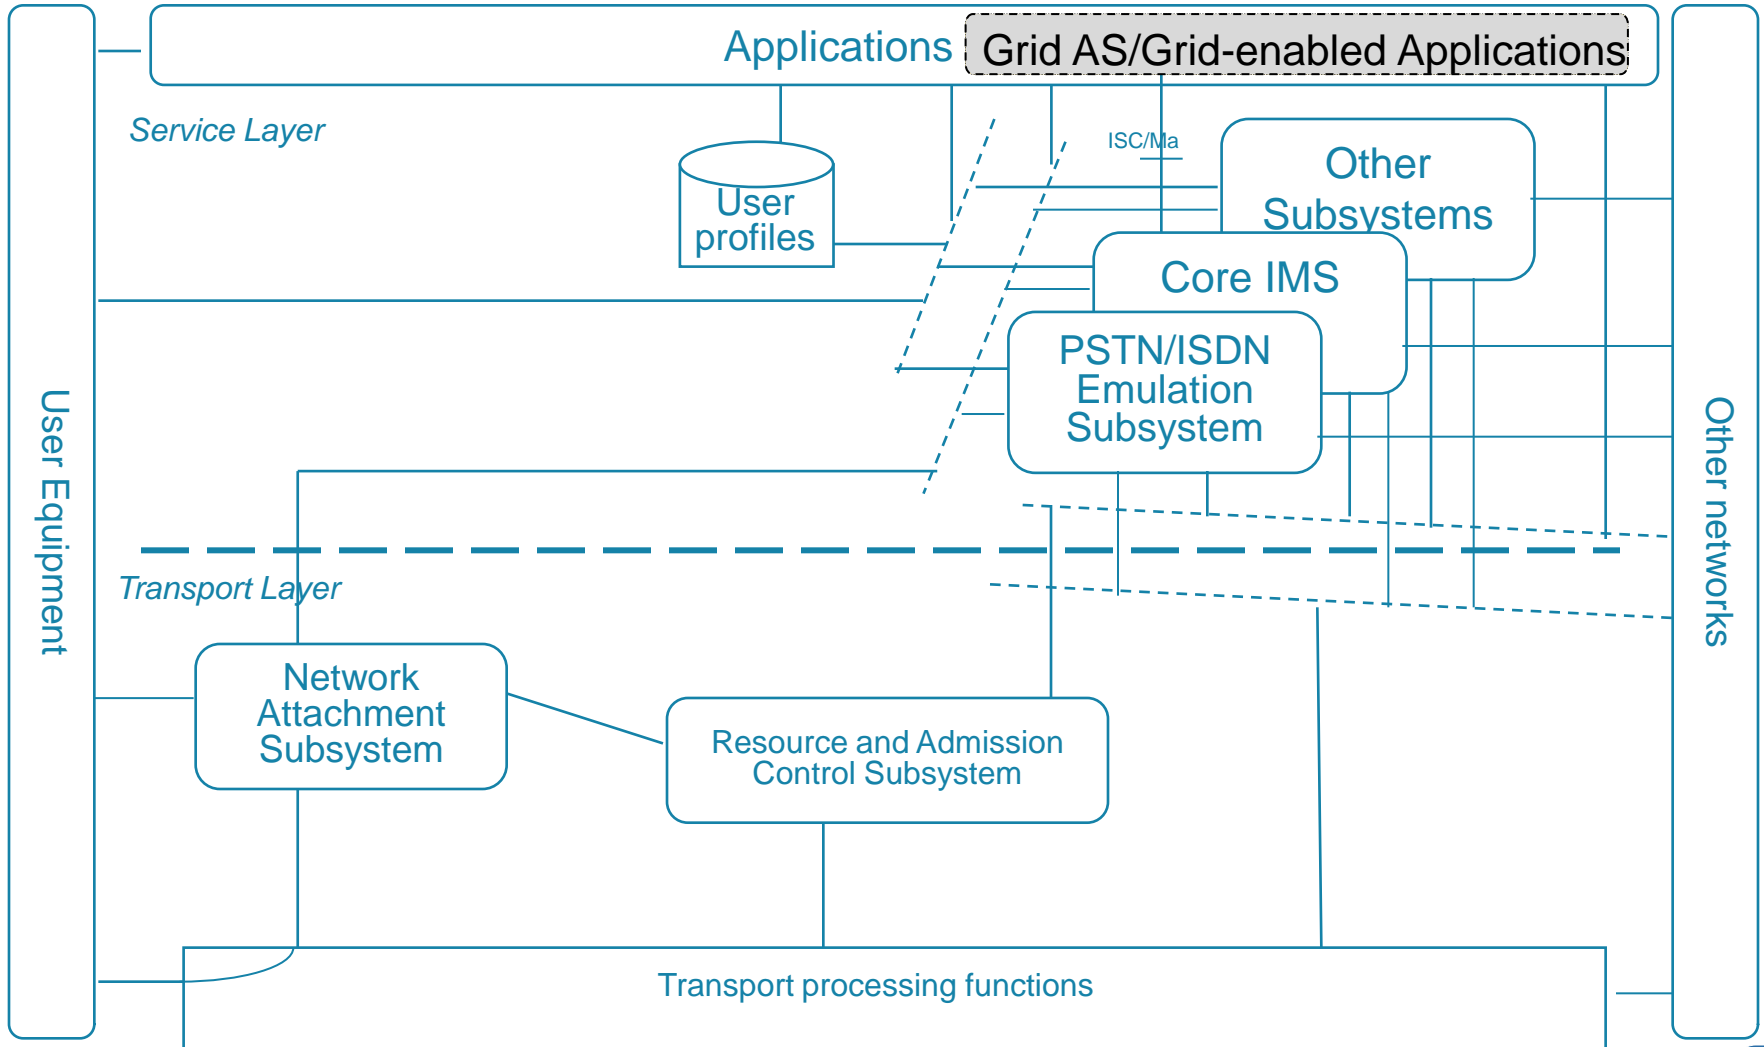 Applications
Grid AS/Grid-enabled Applications
Service Layer
ISC/Ma
Other
Subsystems
User
profiles
Core IMS
PSTN/ISDN
Emulation
Subsystem
User Equipment
Other networks
Transport Layer
Network
Attachment
Subsystem
Resource and Admission
Control Subsystem
Transport processing functions